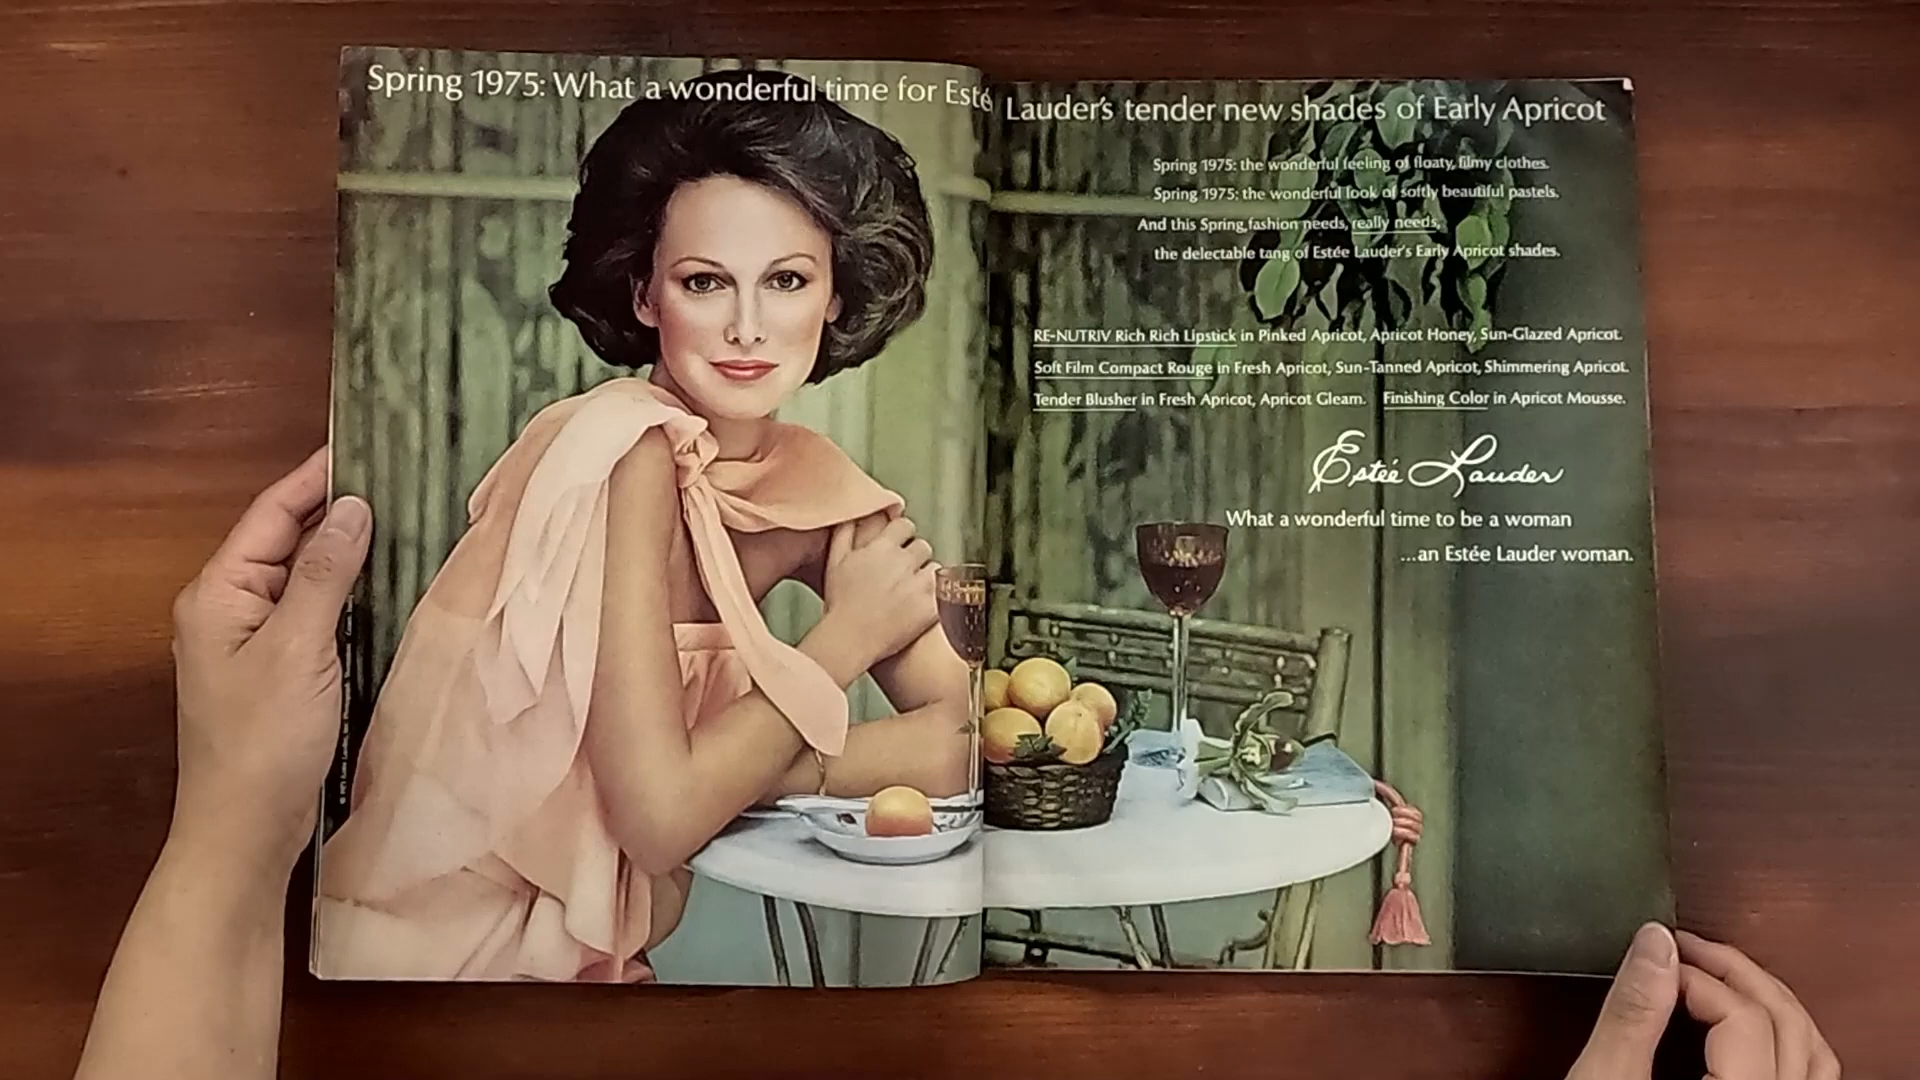 Spring 1975: What a wonderful time for Estée Lauder's tender new shades of Early Apricot
Spring 1975: the wonderful feeling of floaty, filmy clothes.
Spring 1975: the wonderful look of softly beautiful pastels.
And this Spring, fashion needs, really needs,
the delectable tang of Estée Lauder's Early Apricot shades.
RE-NUTRIV Rich Rich Lipstick in Pinked Apricot, Apricot Honey, Sun-Glazed Apricot.
Soft Film Compact Rouge in Fresh Apricot, Sun-Tanned Apricot, Shimmering Apricot.
Tender Blusher in Fresh Apricot, Apricot Gleam. Finishing Color in Apricot Mousse.
Estée Lauder
What a wonderful time to be a woman
...an Estée Lauder woman.